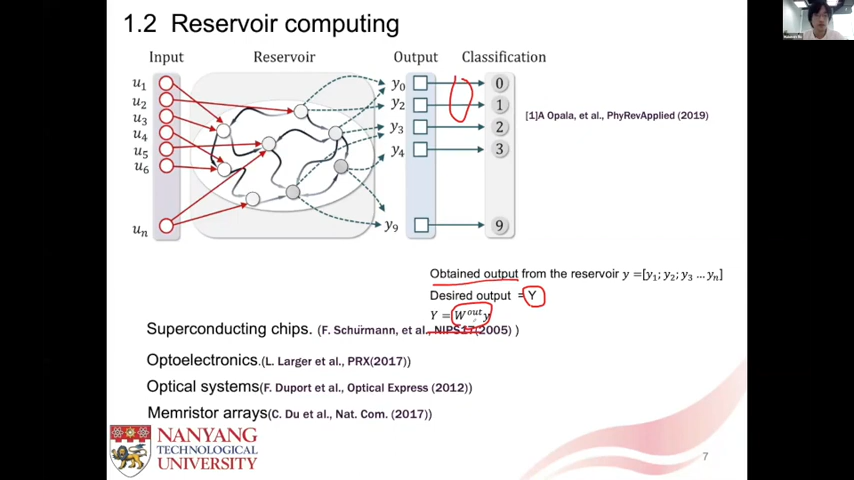 1.2 Reservoir computing
Input Reservoir Output Classification
u₁ y₀ 0
u₂ y₂ 1
u₃ y₃ 2
u₄ y₄ 3
u₅
u₆
uₙ y₉ 9
[1]A Opala, et al., PhyRevApplied (2019)
Obtained output from the reservoir y =[y₁; y₂; y₃ … yₙ]
Desired output = Y
Y = Wᵒᵘᵗy
Superconducting chips. (F. Schürmann, et al., NIPS17(2005) )
Optoelectronics.(L. Larger et al., PRX(2017))
Optical systems(F. Duport et al., Optical Express (2012))
Memristor arrays(C. Du et al., Nat. Com. (2017))
NANYANG
TECHNOLOGICAL
UNIVERSITY
7